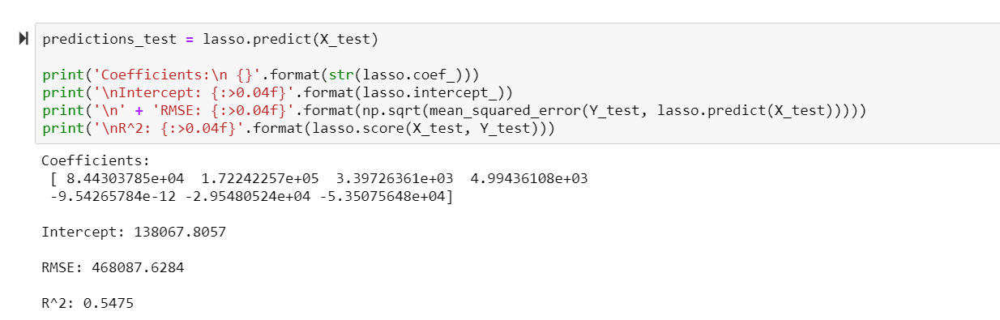 predictions_test = lasso.predict(X_test)
print('Coefficients:\n {}'.format(str(lasso.coef_)))
print('\nIntercept: {:>0.04f}'.format(lasso.intercept_))
print('\n' + 'RMSE: {:>0.04f}'.format(np.sqrt(mean_squared_error(Y_test, lasso.predict(X_test)))))
print('\nR^2: {:>0.04f}'.format(lasso.score(X_test, Y_test)))
Coefficients:
[ 8.44303785e+04 1.72242257e+05 3.39726361e+03 4.99436108e+03
-9.54265784e-12 -2.95480524e+04 -5.35075648e+04]
Intercept: 138067.8057
RMSE: 468087.6284
R^2: 0.5475